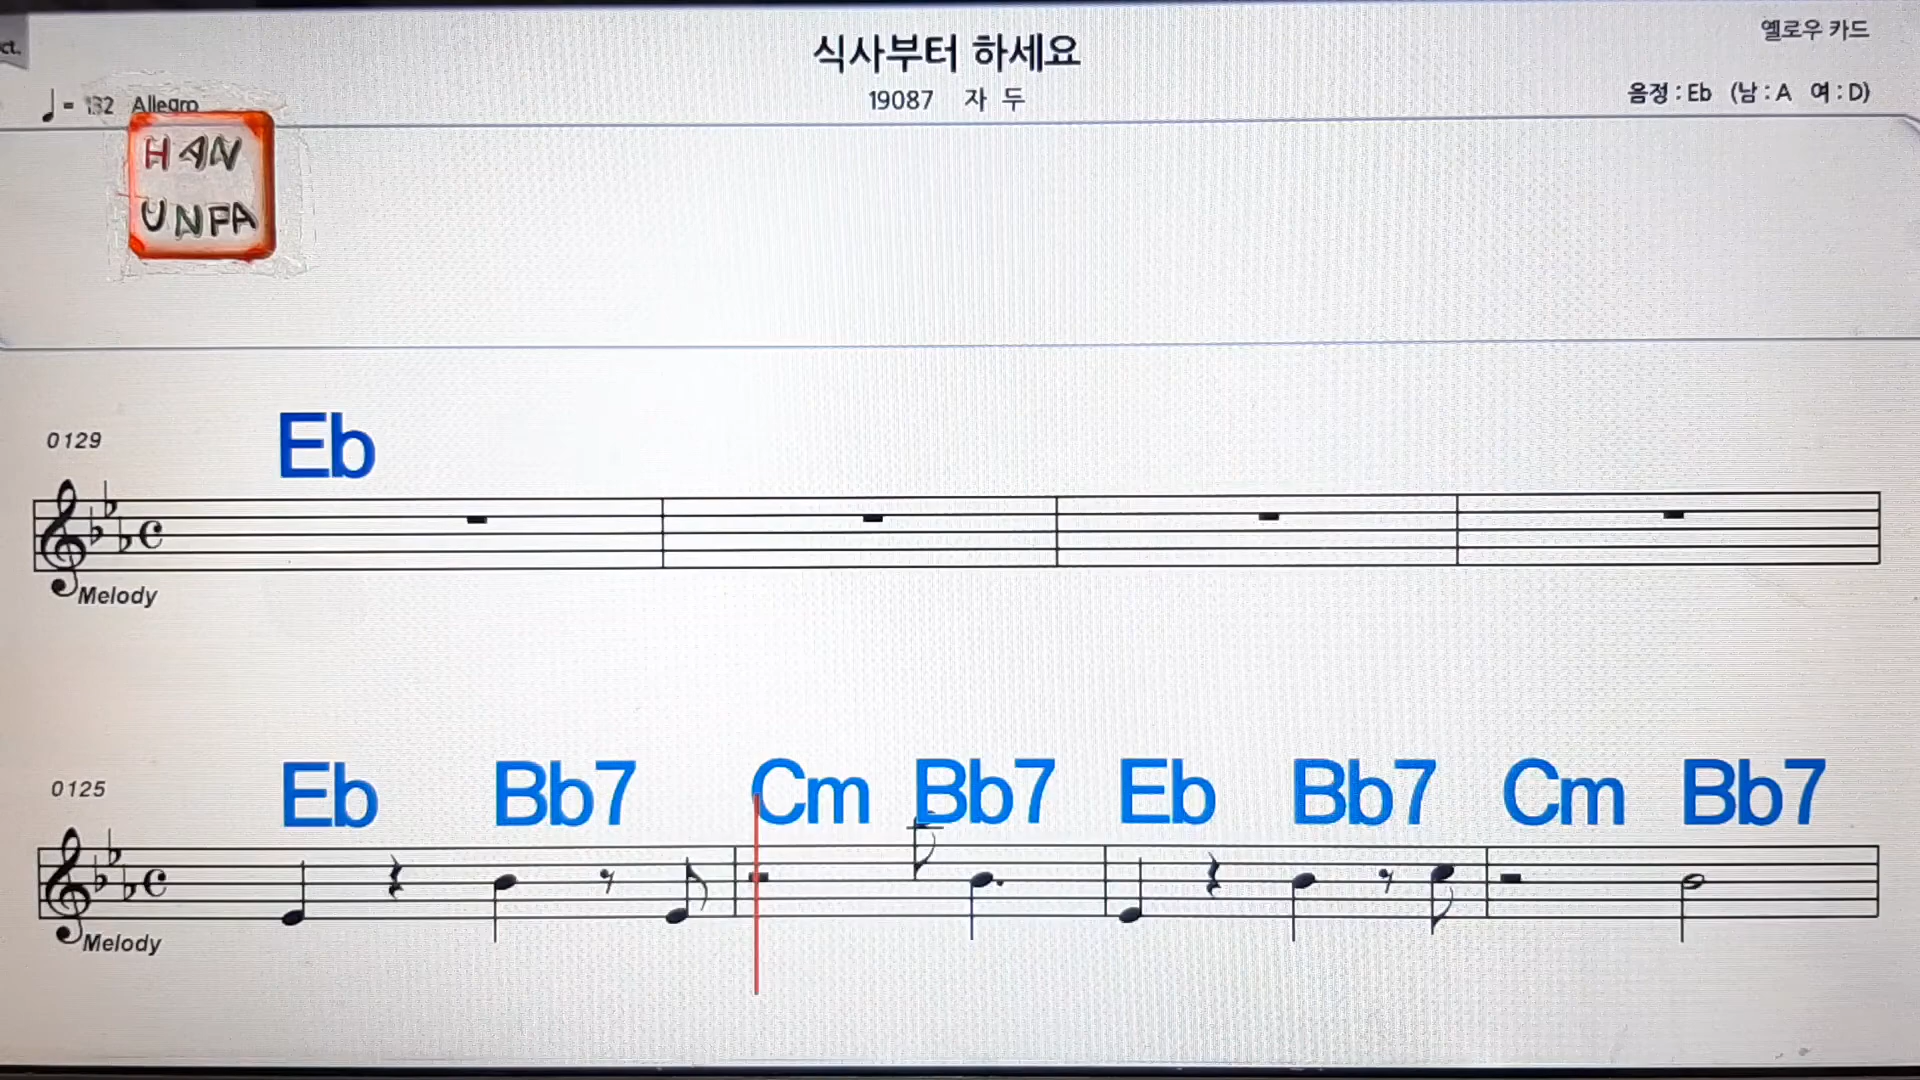 ct.
식사부터 하세요
옐로우 카드
♩ = 132 Allegro
19087 자 두
음정 : Eb (남 : A 여 : D)
HAN
UNFA
0129
Eb
Melody
0125
Eb Bb7 Cm Bb7 Eb Bb7 Cm Bb7
Melody